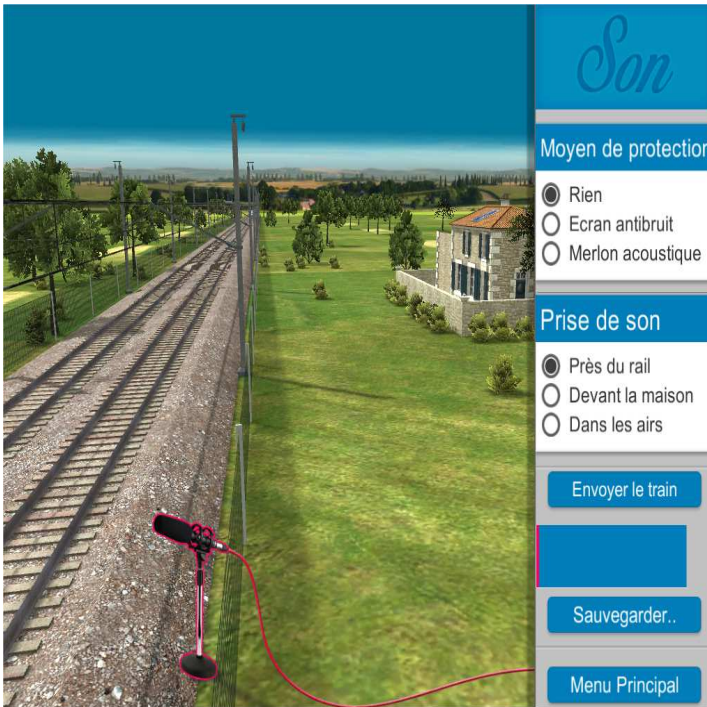 Son
Moyen de protection
Rien
Ecran antibruit
Merlon acoustique
Prise de son
Près du rail
Devant la maison
Dans les airs
Envoyer le train
Sauvegarder..
Menu Principal